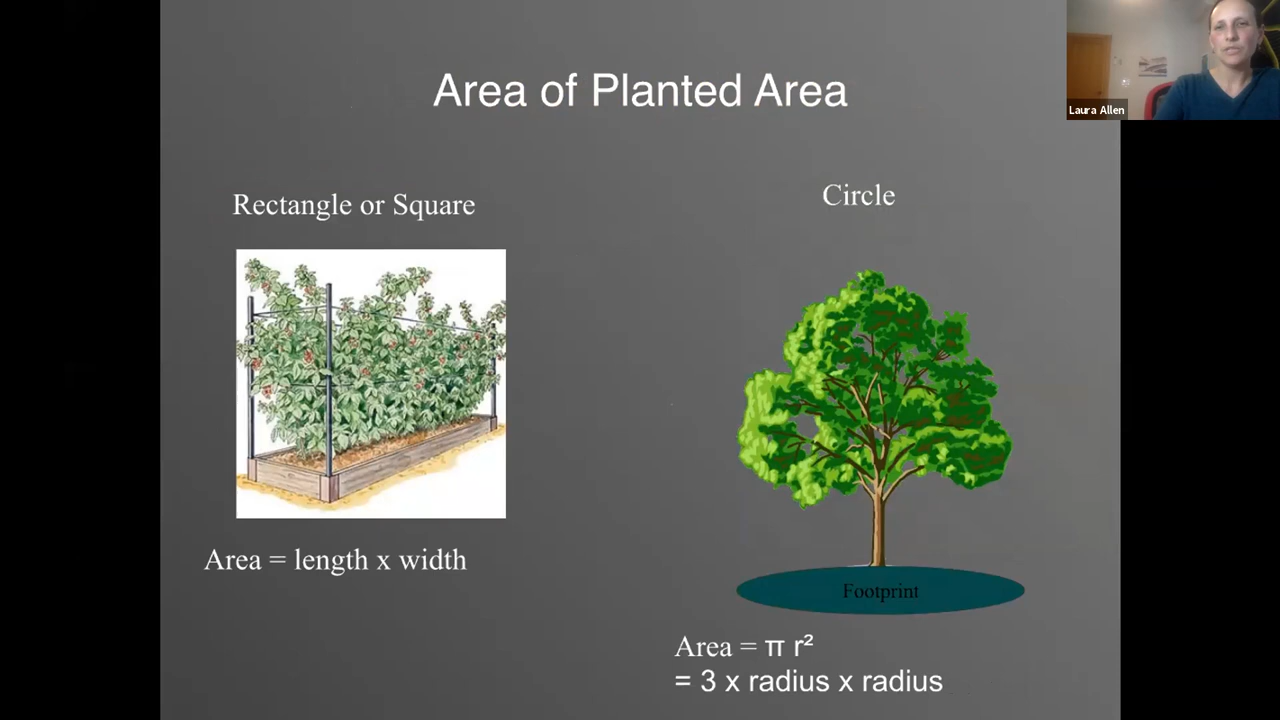 Area of Planted Area
Laura Allen
Rectangle or Square
Circle
Area = length x width
Footprint
Area = π r²
= 3 x radius x radius